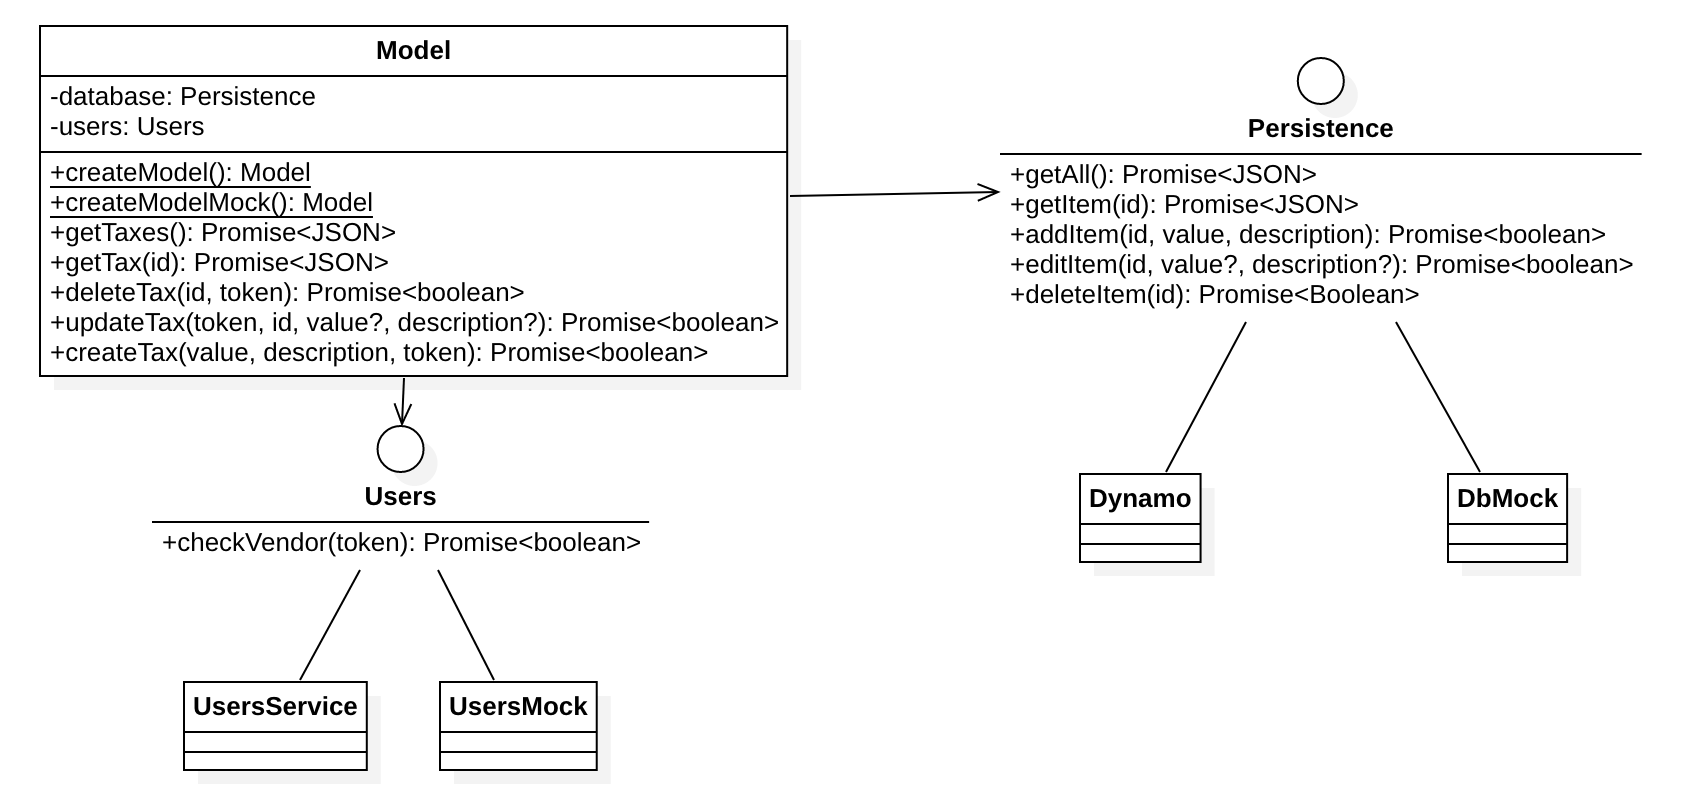 Model
-database: Persistence
-users: Users
+createModel(): Model
+createModelMock(): Model
+getTaxes(): Promise<JSON>
+getTax(id): Promise<JSON>
+deleteTax(id, token): Promise<boolean>
+updateTax(token, id, value?, description?): Promise<boolean>
+createTax(value, description, token): Promise<boolean>
Persistence
+getAll(): Promise<JSON>
+getItem(id): Promise<JSON>
+addItem(id, value, description): Promise<boolean>
+editItem(id, value?, description?): Promise<boolean>
+deleteItem(id): Promise<Boolean>
Users
+checkVendor(token): Promise<boolean>
Dynamo
DbMock
UsersService
UsersMock